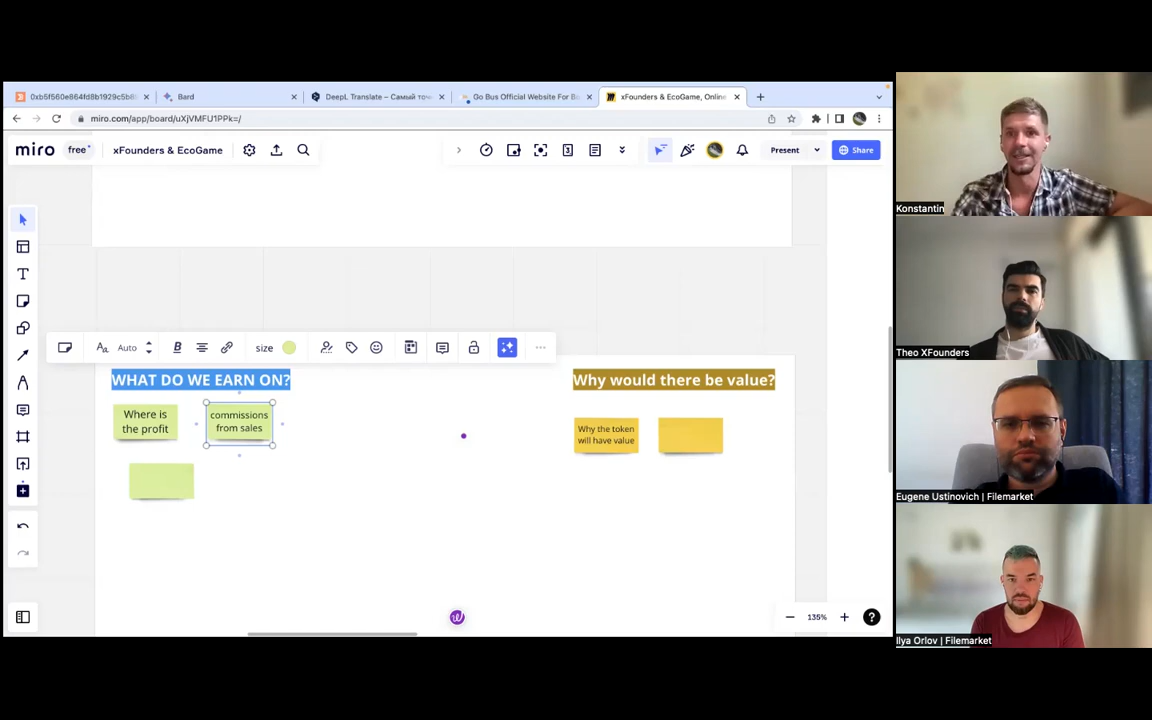 0xb5f560e864fd8b1929c5b8
Bard
DeepL Translate – Самый точ
Go Bus Official Website For B
xFounders & EcoGame, Online
miro.com/app/board/uXjVMFU1PPk=/
miro
free
xFounders & EcoGame
3
Present
Share
Auto
B
size
WHAT DO WE EARN ON?
Why would there be value?
Where is
the profit
commissions
from sales
Why the token
will have value
135%
Konstantin
Theo XFounders
Eugene Ustinovich | Filemarket
Ilya Orlov | Filemarket